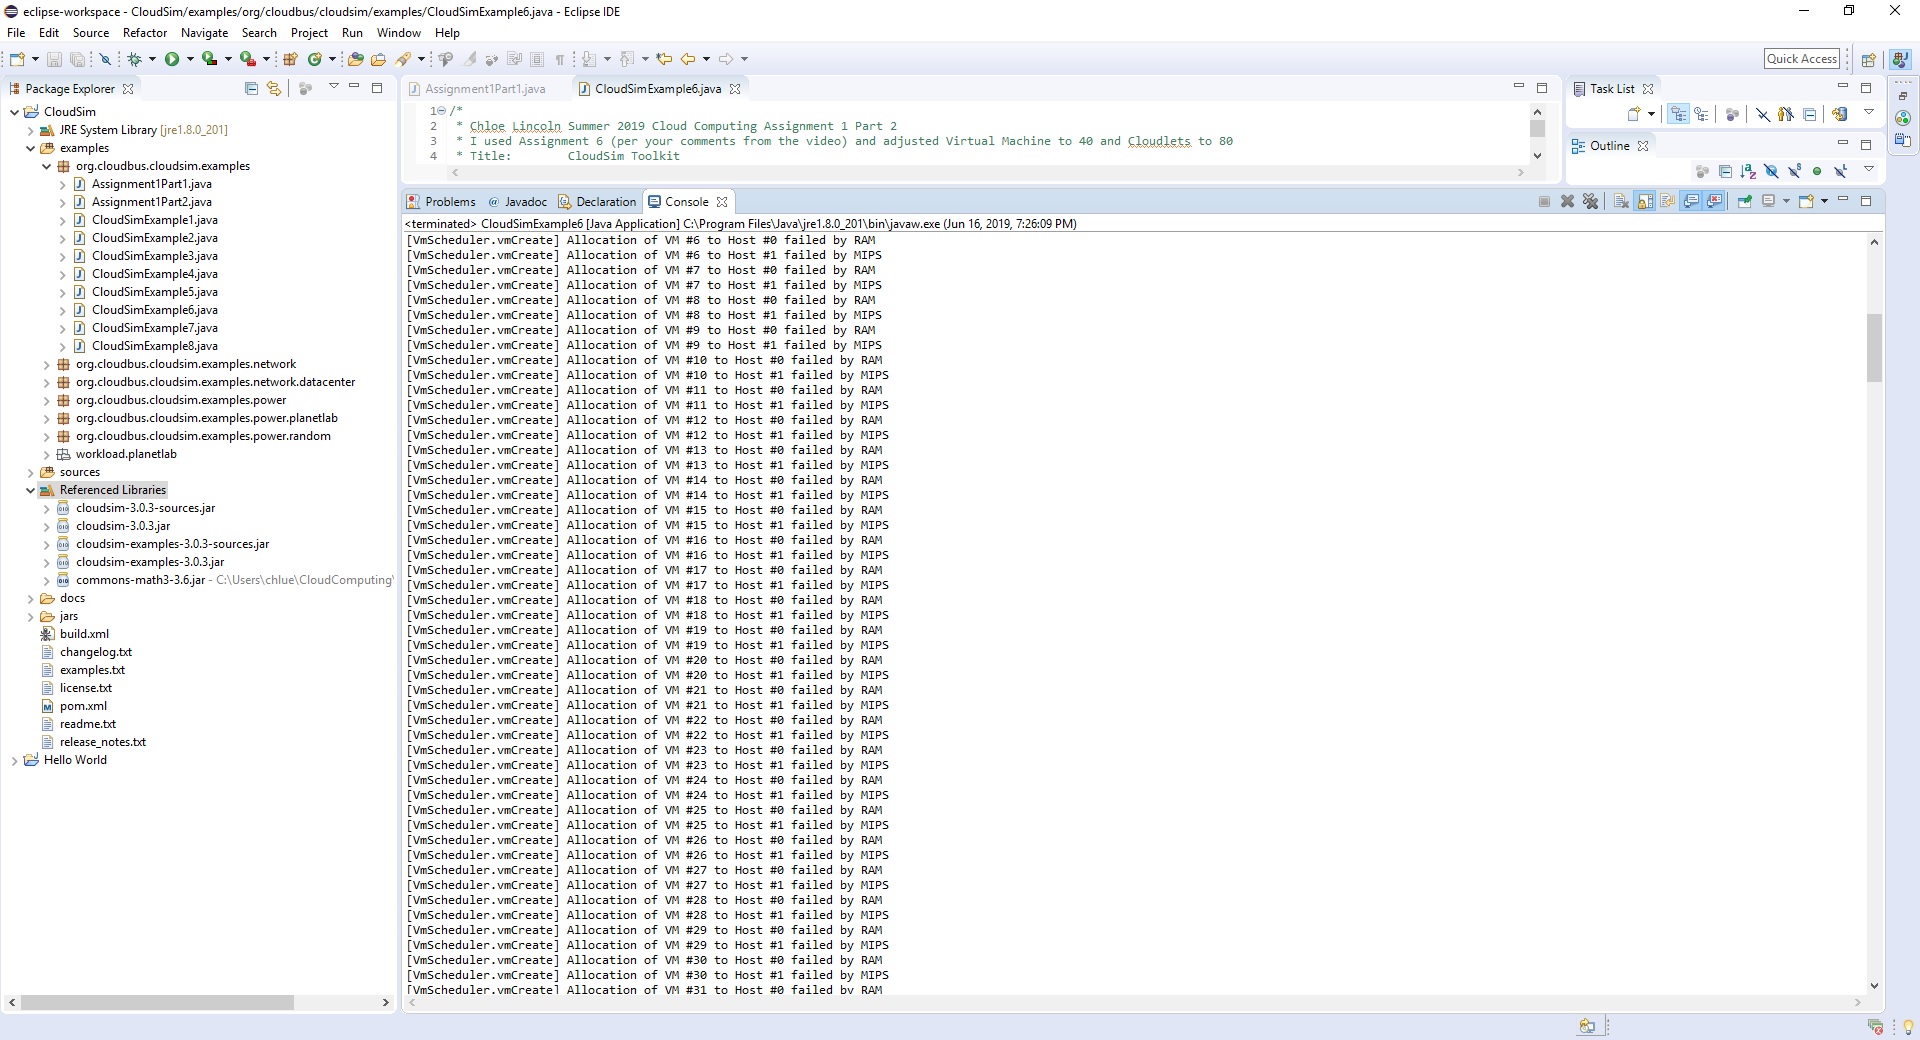 eclipse-workspace - CloudSim/examples/org/cloudbus/cloudsim/examples/CloudSimExample6.java - Eclipse IDE
File Edit Source Refactor Navigate Search Project Run Window Help
Quick Access
Package Explorer
CloudSim
JRE System Library [jre1.8.0_201]
examples
org.cloudbus.cloudsim.examples
Assignment1Part1.java
Assignment1Part2.java
CloudSimExample1.java
CloudSimExample2.java
CloudSimExample3.java
CloudSimExample4.java
CloudSimExample5.java
CloudSimExample6.java
CloudSimExample7.java
CloudSimExample8.java
org.cloudbus.cloudsim.examples.network
org.cloudbus.cloudsim.examples.network.datacenter
org.cloudbus.cloudsim.examples.power
org.cloudbus.cloudsim.examples.power.planetlab
org.cloudbus.cloudsim.examples.power.random
workload.planetlab
sources
Referenced Libraries
cloudsim-3.0.3-sources.jar
cloudsim-3.0.3.jar
cloudsim-examples-3.0.3-sources.jar
cloudsim-examples-3.0.3.jar
commons-math3-3.6.jar - C:\Users\chlue\CloudComputing\
docs
jars
build.xml
changelog.txt
examples.txt
license.txt
pom.xml
readme.txt
release_notes.txt
Hello World
Assignment1Part1.java CloudSimExample6.java
1 /*
2 * Chloe Lincoln Summer 2019 Cloud Computing Assignment 1 Part 2
3 * I used Assignment 6 (per your comments from the video) and adjusted Virtual Machine to 40 and Cloudlets to 80
4 * Title: CloudSim Toolkit
Task List
Outline
Problems @ Javadoc Declaration Console
<terminated> CloudSimExample6 [Java Application] C:\Program Files\Java\jre1.8.0_201\bin\javaw.exe (Jun 16, 2019, 7:26:09 PM)
[VmScheduler.vmCreate] Allocation of VM #6 to Host #0 failed by RAM
[VmScheduler.vmCreate] Allocation of VM #6 to Host #1 failed by MIPS
[VmScheduler.vmCreate] Allocation of VM #7 to Host #0 failed by RAM
[VmScheduler.vmCreate] Allocation of VM #7 to Host #1 failed by MIPS
[VmScheduler.vmCreate] Allocation of VM #8 to Host #0 failed by RAM
[VmScheduler.vmCreate] Allocation of VM #8 to Host #1 failed by MIPS
[VmScheduler.vmCreate] Allocation of VM #9 to Host #0 failed by RAM
[VmScheduler.vmCreate] Allocation of VM #9 to Host #1 failed by MIPS
[VmScheduler.vmCreate] Allocation of VM #10 to Host #0 failed by RAM
[VmScheduler.vmCreate] Allocation of VM #10 to Host #1 failed by MIPS
[VmScheduler.vmCreate] Allocation of VM #11 to Host #0 failed by RAM
[VmScheduler.vmCreate] Allocation of VM #11 to Host #1 failed by MIPS
[VmScheduler.vmCreate] Allocation of VM #12 to Host #0 failed by RAM
[VmScheduler.vmCreate] Allocation of VM #12 to Host #1 failed by MIPS
[VmScheduler.vmCreate] Allocation of VM #13 to Host #0 failed by RAM
[VmScheduler.vmCreate] Allocation of VM #13 to Host #1 failed by MIPS
[VmScheduler.vmCreate] Allocation of VM #14 to Host #0 failed by RAM
[VmScheduler.vmCreate] Allocation of VM #14 to Host #1 failed by MIPS
[VmScheduler.vmCreate] Allocation of VM #15 to Host #0 failed by RAM
[VmScheduler.vmCreate] Allocation of VM #15 to Host #1 failed by MIPS
[VmScheduler.vmCreate] Allocation of VM #16 to Host #0 failed by RAM
[VmScheduler.vmCreate] Allocation of VM #16 to Host #1 failed by MIPS
[VmScheduler.vmCreate] Allocation of VM #17 to Host #0 failed by RAM
[VmScheduler.vmCreate] Allocation of VM #17 to Host #1 failed by MIPS
[VmScheduler.vmCreate] Allocation of VM #18 to Host #0 failed by RAM
[VmScheduler.vmCreate] Allocation of VM #18 to Host #1 failed by MIPS
[VmScheduler.vmCreate] Allocation of VM #19 to Host #0 failed by RAM
[VmScheduler.vmCreate] Allocation of VM #19 to Host #1 failed by MIPS
[VmScheduler.vmCreate] Allocation of VM #20 to Host #0 failed by RAM
[VmScheduler.vmCreate] Allocation of VM #20 to Host #1 failed by MIPS
[VmScheduler.vmCreate] Allocation of VM #21 to Host #0 failed by RAM
[VmScheduler.vmCreate] Allocation of VM #21 to Host #1 failed by MIPS
[VmScheduler.vmCreate] Allocation of VM #22 to Host #0 failed by RAM
[VmScheduler.vmCreate] Allocation of VM #22 to Host #1 failed by MIPS
[VmScheduler.vmCreate] Allocation of VM #23 to Host #0 failed by RAM
[VmScheduler.vmCreate] Allocation of VM #23 to Host #1 failed by MIPS
[VmScheduler.vmCreate] Allocation of VM #24 to Host #0 failed by RAM
[VmScheduler.vmCreate] Allocation of VM #24 to Host #1 failed by MIPS
[VmScheduler.vmCreate] Allocation of VM #25 to Host #0 failed by RAM
[VmScheduler.vmCreate] Allocation of VM #25 to Host #1 failed by MIPS
[VmScheduler.vmCreate] Allocation of VM #26 to Host #0 failed by RAM
[VmScheduler.vmCreate] Allocation of VM #26 to Host #1 failed by MIPS
[VmScheduler.vmCreate] Allocation of VM #27 to Host #0 failed by RAM
[VmScheduler.vmCreate] Allocation of VM #27 to Host #1 failed by MIPS
[VmScheduler.vmCreate] Allocation of VM #28 to Host #0 failed by RAM
[VmScheduler.vmCreate] Allocation of VM #28 to Host #1 failed by MIPS
[VmScheduler.vmCreate] Allocation of VM #29 to Host #0 failed by RAM
[VmScheduler.vmCreate] Allocation of VM #29 to Host #1 failed by MIPS
[VmScheduler.vmCreate] Allocation of VM #30 to Host #0 failed by RAM
[VmScheduler.vmCreate] Allocation of VM #30 to Host #1 failed by MIPS
[VmScheduler.vmCreate] Allocation of VM #31 to Host #0 failed by RAM